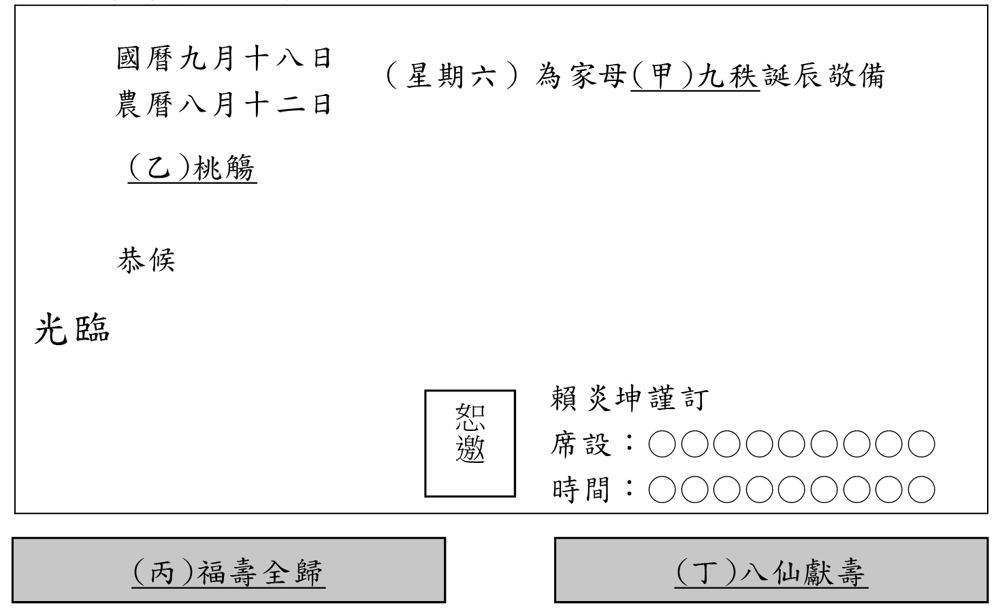 國曆九月十八日
農曆八月十二日
（星期六）為家母(甲)九秩誕辰敬備
(乙)桃觴
恭候
光臨
恕邀
賴炎坤謹訂
席設：○○○○○○○○○
時間：○○○○○○○○○
(丙)福壽全歸
(丁)八仙獻壽